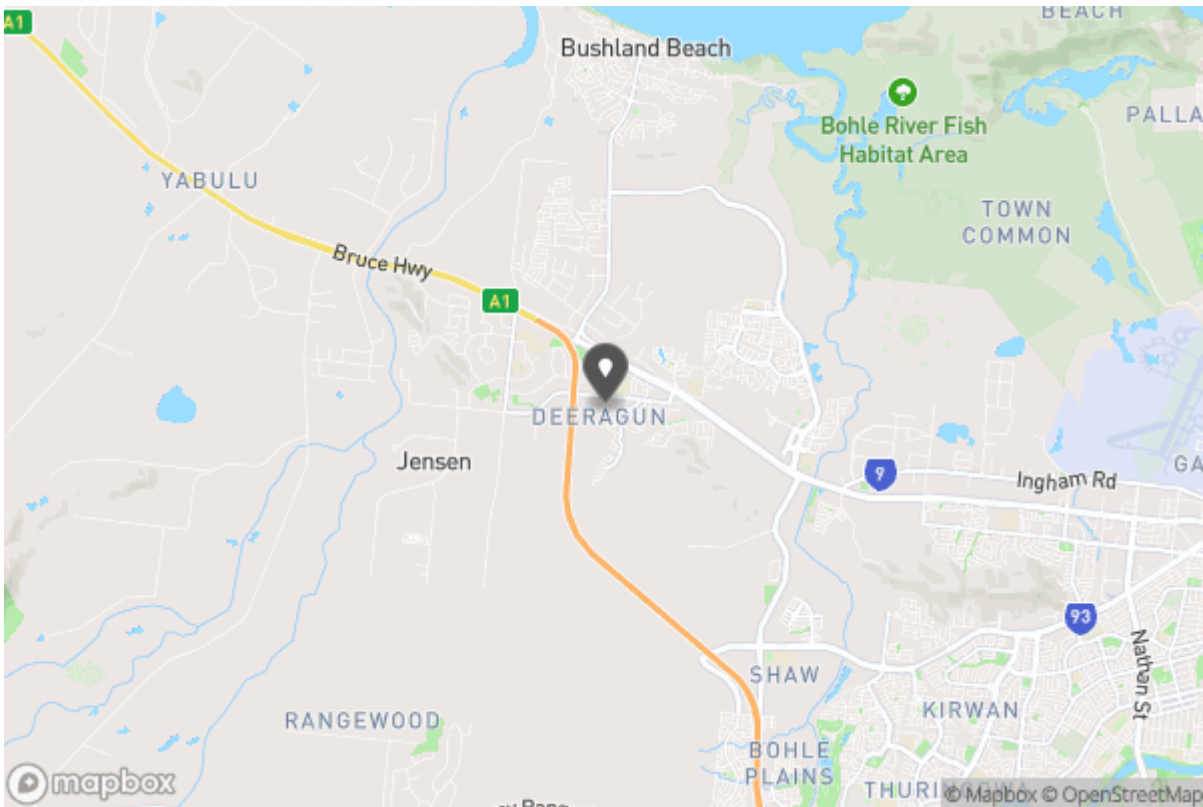 A1
BEACH
Bushland Beach
Bohle River Fish
Habitat Area
PALLA
YABULU
TOWN
COMMON
Bruce Hwy
A1
DEERAGUN
Jensen
9
Ingham Rd
GA
93
Nathan St
SHAW
RANGEWOOD
KIRWAN
BOHLE
PLAINS
THURINGOWA
mapbox
© Mapbox © OpenStreetMap